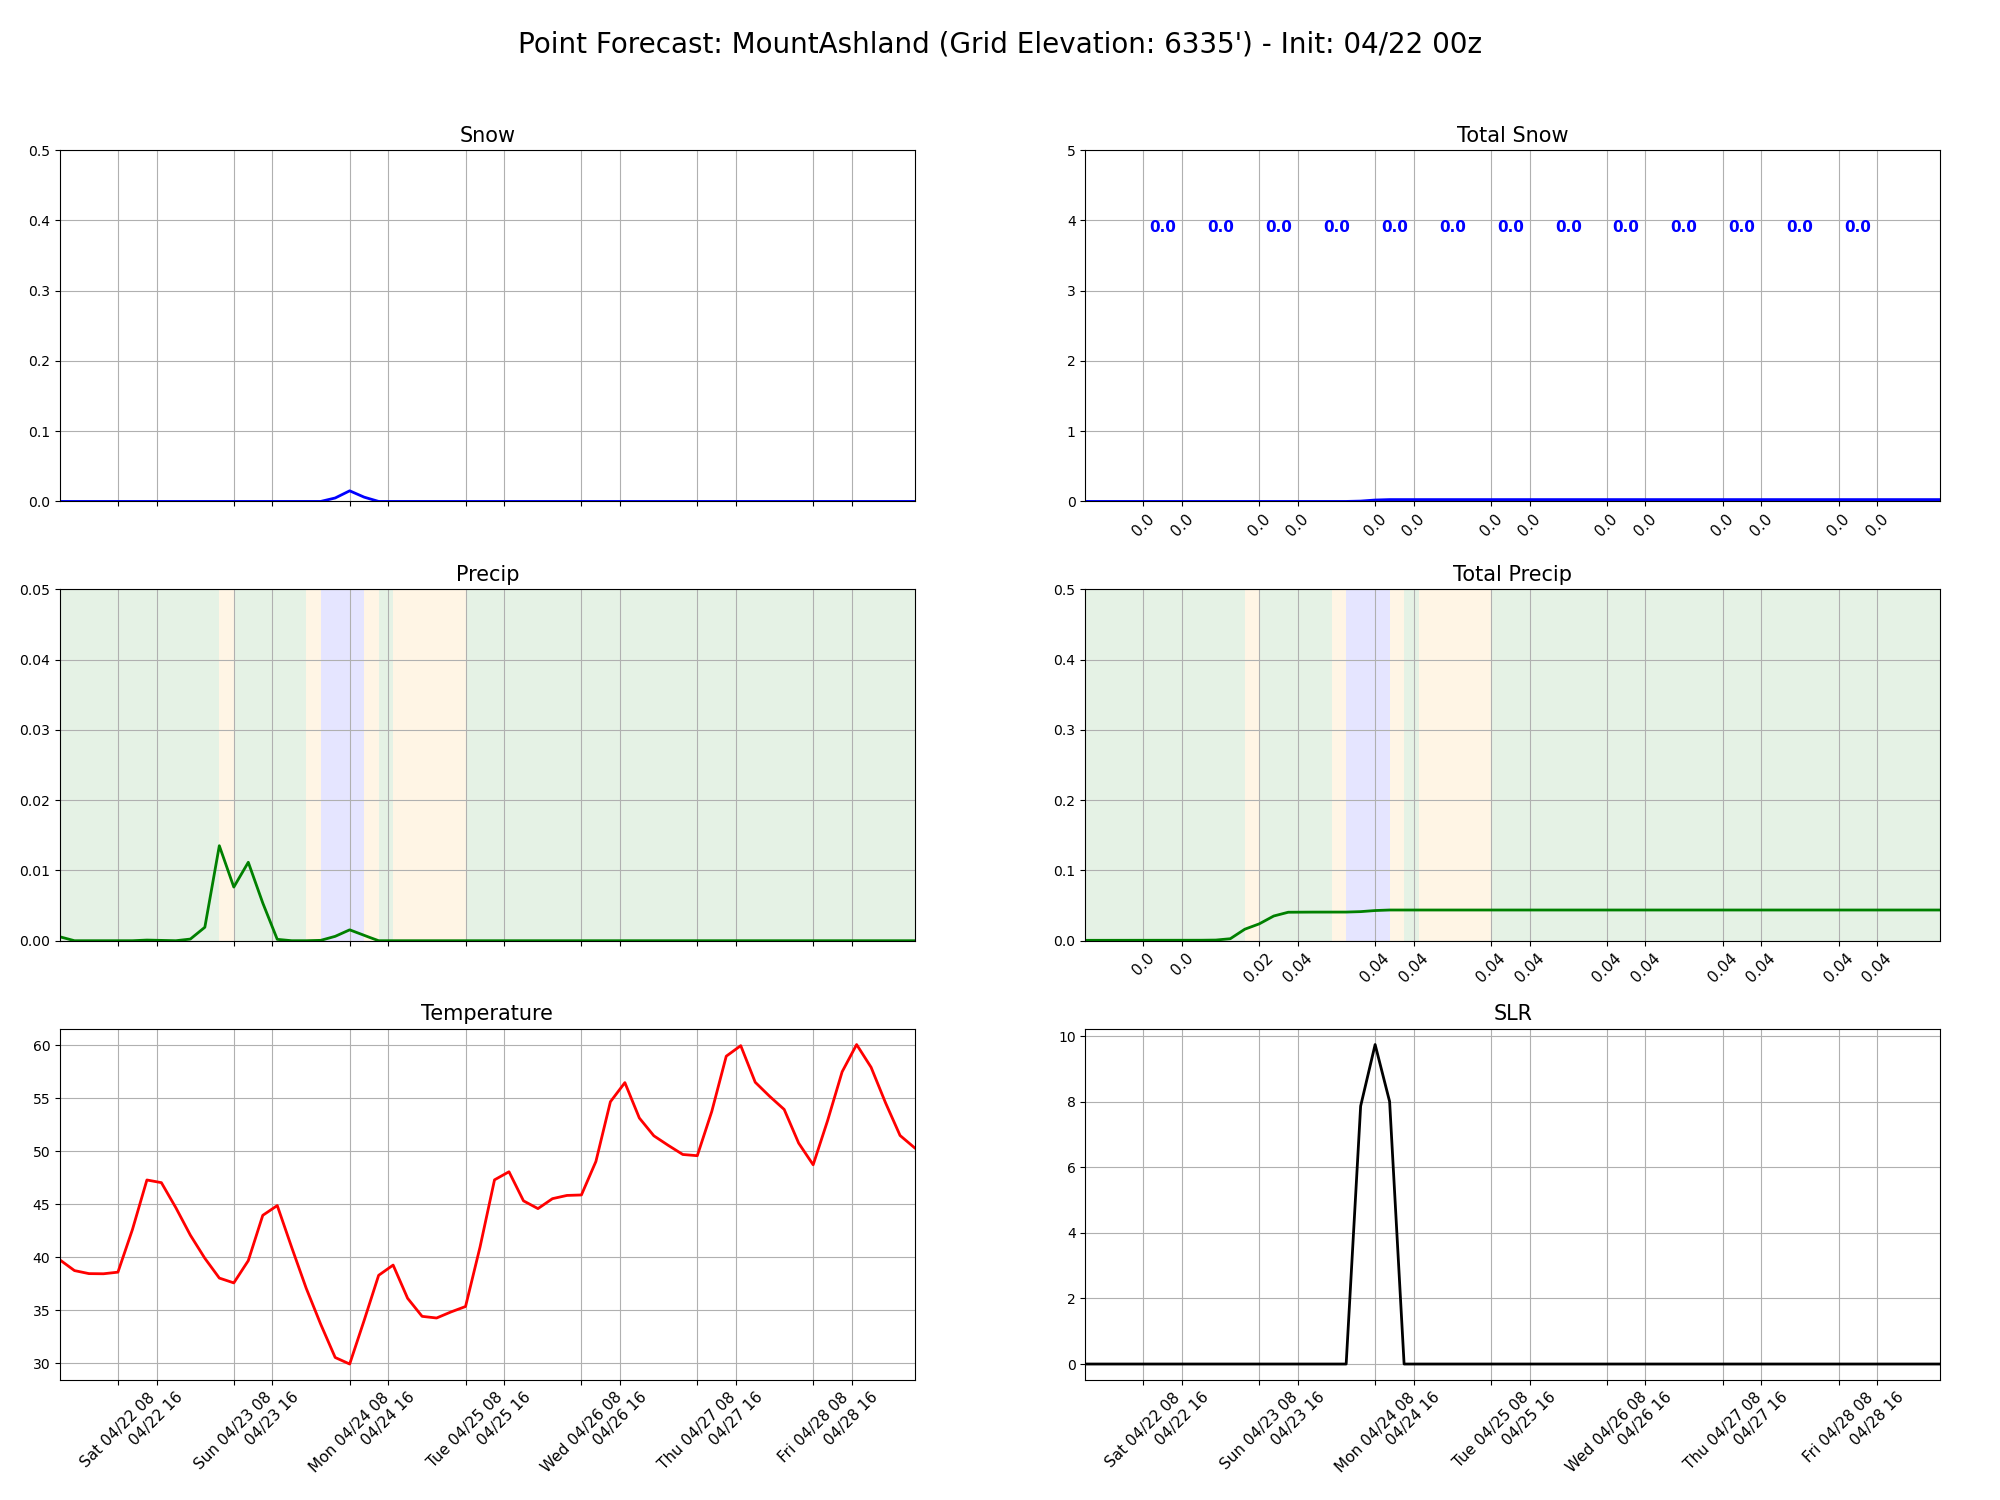 Point Forecast: MountAshland (Grid Elevation: 6335') - Init: 04/22 00z
Snow
0.5
0.4
0.3
0.2
0.1
0.0
Total Snow
5
4
3
2
1
0
0.0 0.0 0.0 0.0 0.0 0.0 0.0 0.0 0.0 0.0 0.0 0.0 0.0
0.0 0.0 0.0 0.0 0.0 0.0 0.0 0.0 0.0 0.0 0.0 0.0 0.0 0.0
Precip
0.05
0.04
0.03
0.02
0.01
0.00
Total Precip
0.5
0.4
0.3
0.2
0.1
0.0
0.0 0.0 0.02 0.04 0.04 0.04 0.04 0.04 0.04 0.04 0.04 0.04 0.04 0.04
Temperature
60
55
50
45
40
35
30
Sat 04/22 08
04/22 16
Sun 04/23 08
04/23 16
Mon 04/24 08
04/24 16
Tue 04/25 08
04/25 16
Wed 04/26 08
04/26 16
Thu 04/27 08
04/27 16
Fri 04/28 08
04/28 16
SLR
10
8
6
4
2
0
Sat 04/22 08
04/22 16
Sun 04/23 08
04/23 16
Mon 04/24 08
04/24 16
Tue 04/25 08
04/25 16
Wed 04/26 08
04/26 16
Thu 04/27 08
04/27 16
Fri 04/28 08
04/28 16